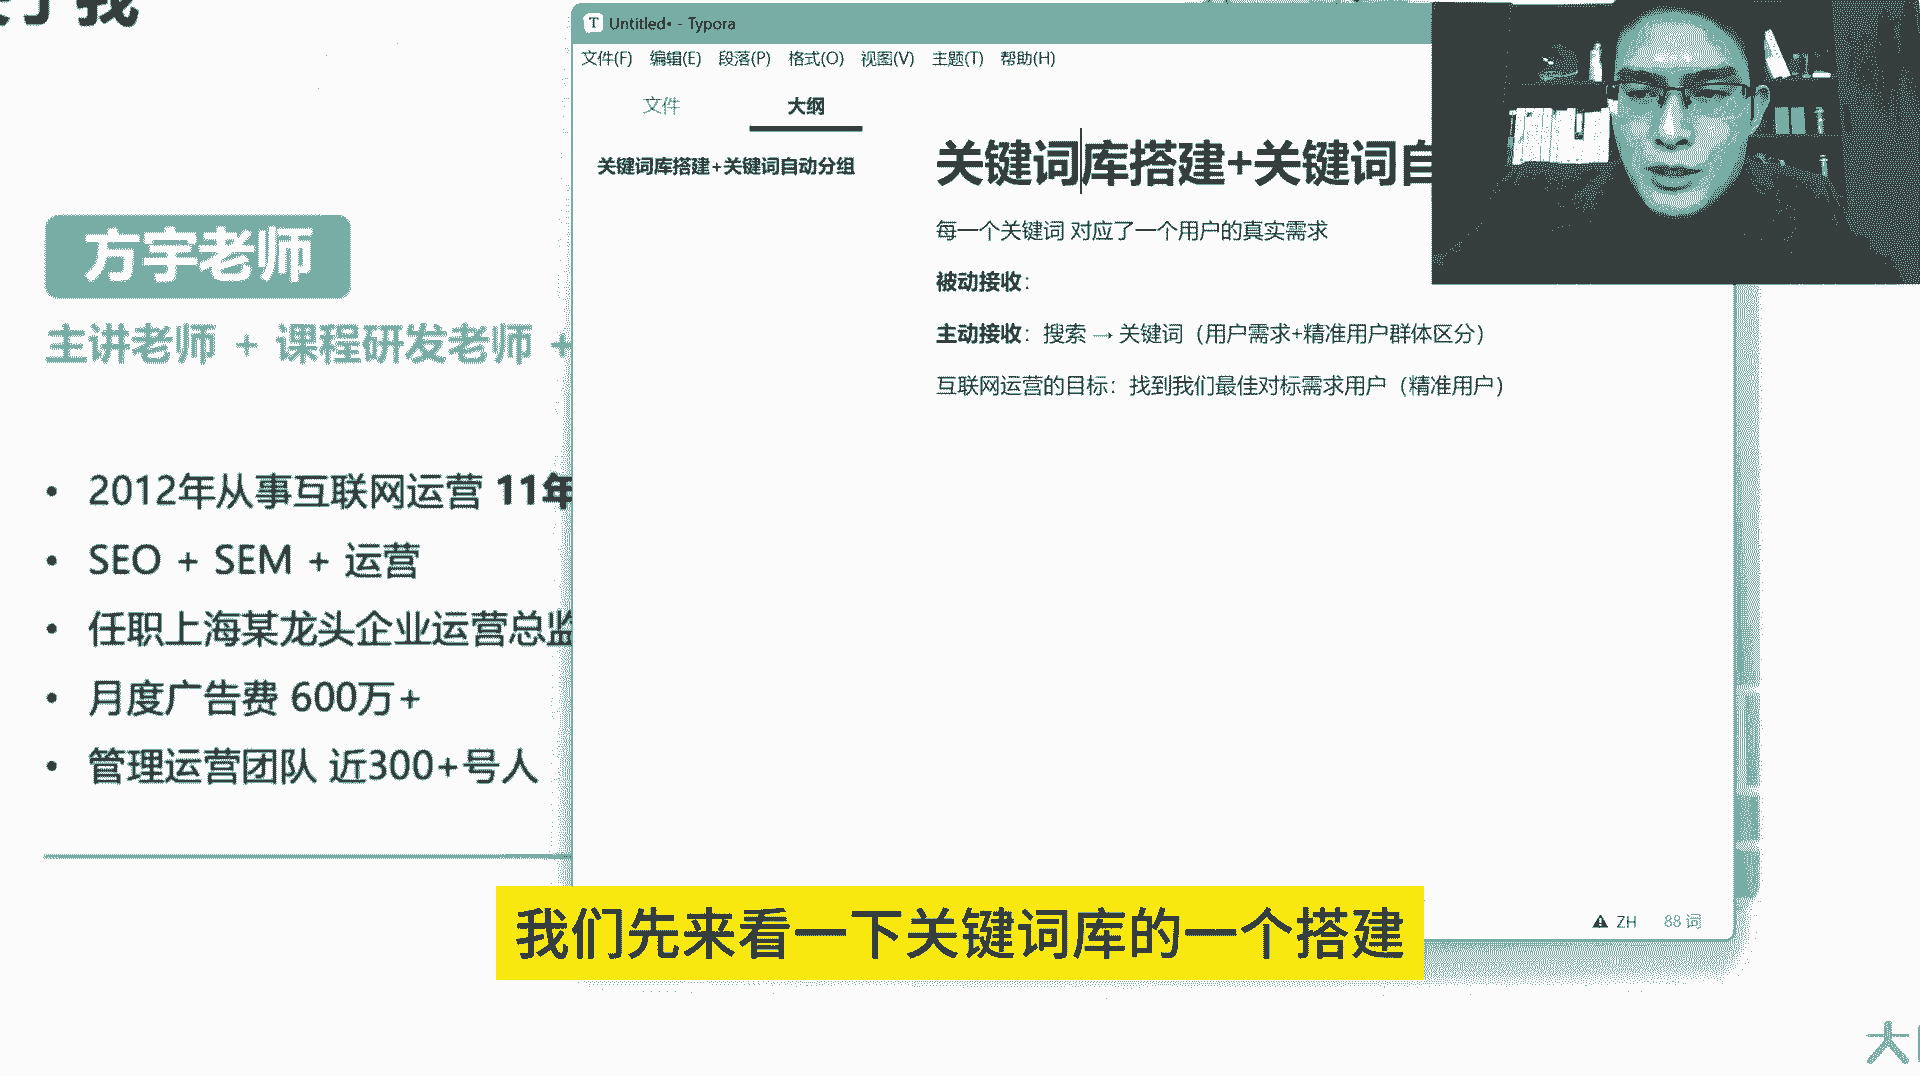 方宇老师
主讲老师 + 课程研发老师 +
• 2012年从事互联网运营 11年
• SEO + SEM + 运营
• 任职上海某龙头企业运营总监
• 月度广告费 600万+
• 管理运营团队 近300+号人
T Untitled• - Typora
文件(F) 编辑(E) 段落(P) 格式(O) 视图(V) 主题(T) 帮助(H)
文件 大纲
关键词库搭建+关键词自动分组
关键词库搭建+关键词自
每一个关键词 对应了一个用户的真实需求
被动接收：
主动接收：搜索 → 关键词（用户需求+精准用户群体区分）
互联网运营的目标：找到我们最佳对标需求用户（精准用户）
ZH 88 词
我们先来看一下关键词库的一个搭建
大